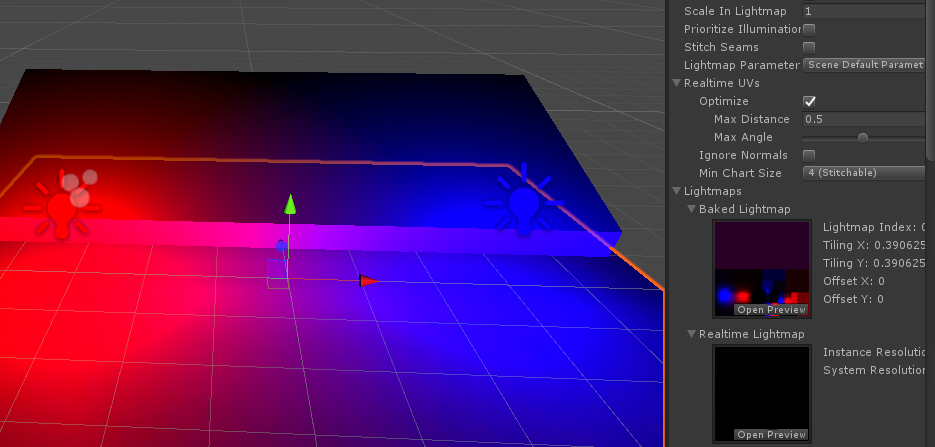 Scale In Lightmap 1
Prioritize Illumination
Stitch Seams
Lightmap Parameter Scene Default Paramet
Realtime UVs
Optimize
Max Distance 0.5
Max Angle
Ignore Normals
Min Chart Size 4 (Stitchable)
Lightmaps
Baked Lightmap
Lightmap Index: 0
Tiling X: 0.390625
Tiling Y: 0.390625
Offset X: 0
Offset Y: 0
Open Preview
Realtime Lightmap
Instance Resolutio
System Resolution
Open Preview